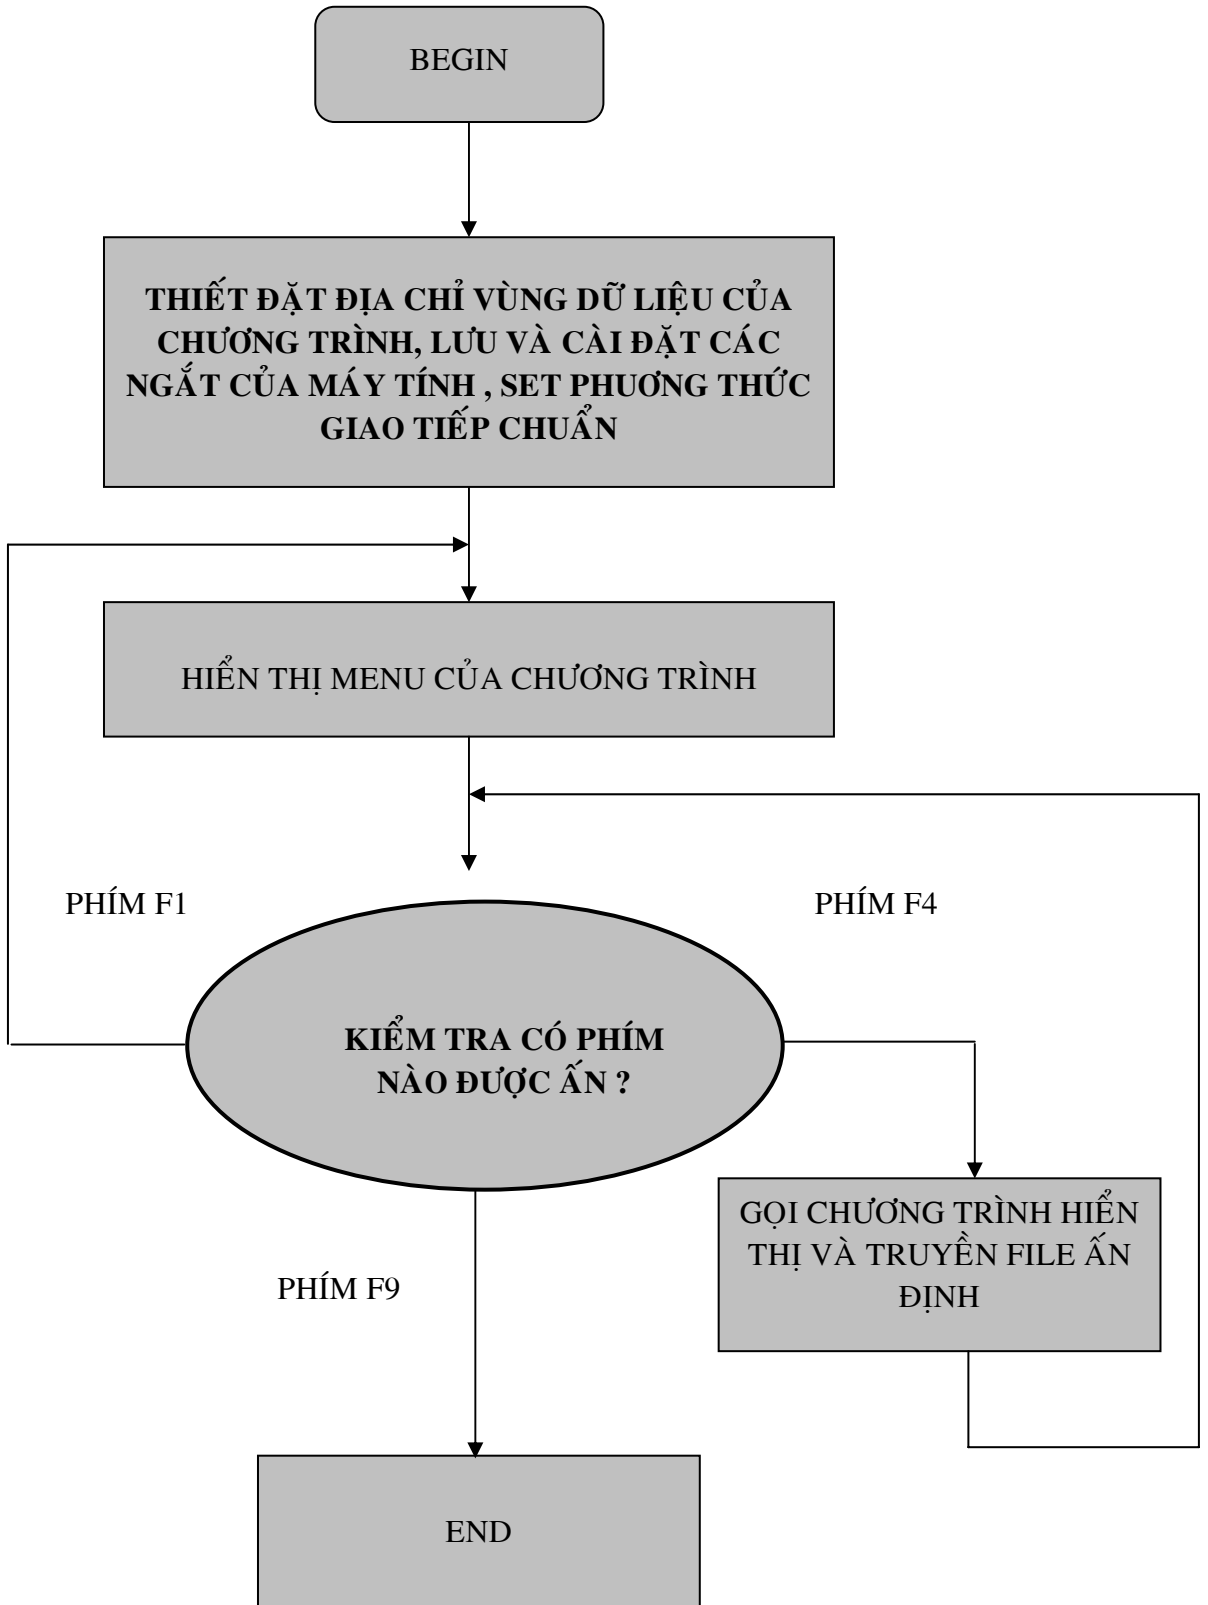 BEGIN
THIẾT ĐẶT ĐỊA CHỈ VÙNG DỮ LIỆU CỦA
CHƯƠNG TRÌNH, LƯU VÀ CÀI ĐẶT CÁC
NGẮT CỦA MÁY TÍNH , SET PHUƠNG THỨC
GIAO TIẾP CHUẨN
HIỂN THỊ MENU CỦA CHƯƠNG TRÌNH
PHÍM F1
PHÍM F4
KIỂM TRA CÓ PHÍM
NÀO ĐƯỢC ẤN ?
GỌI CHƯƠNG TRÌNH HIỂN
THỊ VÀ TRUYỀN FILE ẤN
ĐỊNH
PHÍM F9
END